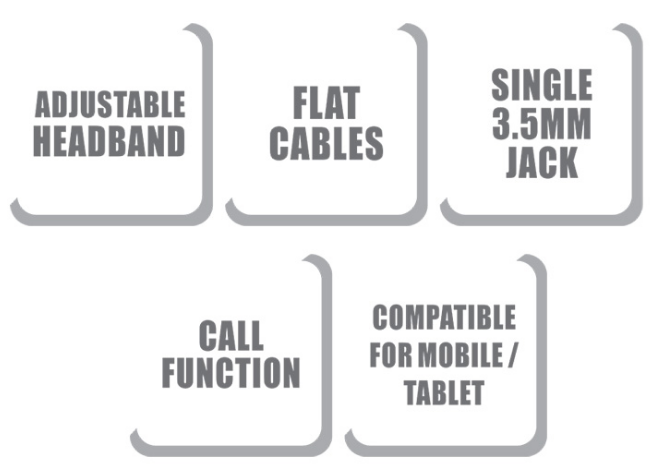 ADJUSTABLE
HEADBAND
FLAT
CABLES
SINGLE
3.5MM
JACK
CALL
FUNCTION
COMPATIBLE
FOR MOBILE /
TABLET